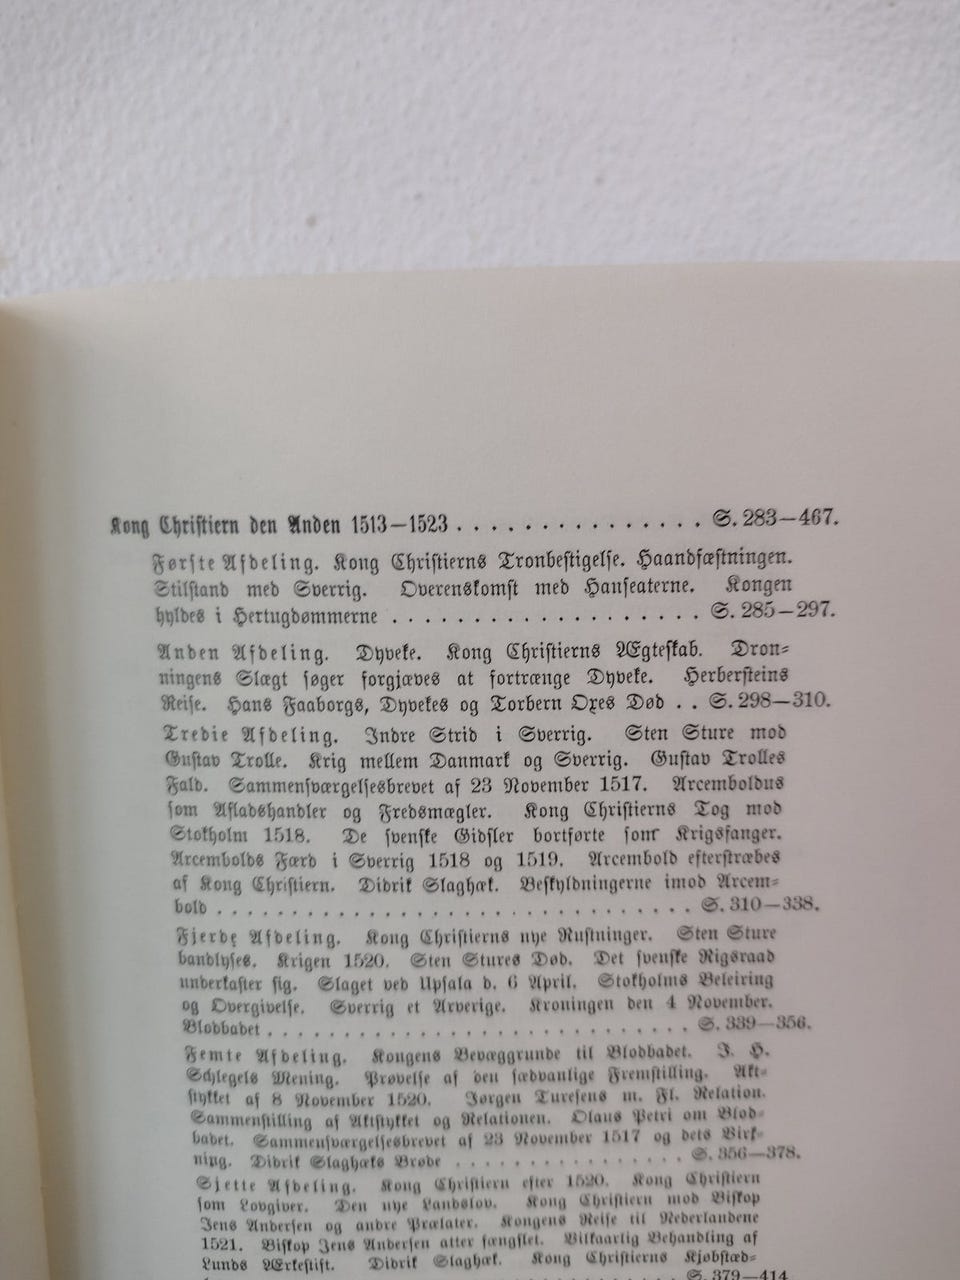 Kong Christiern den Anden 1513—1523 . . . . . . . . . . . . . . . S. 283—467.
Første Afdeling. Kong Christierns Tronbestigelse. Haandfæstningen.
Stilstand med Sverrig. Overenskomst med Hanseaterne. Kongen
hyldes i Hertugdømmerne . . . . . . . . . . . . . . . . . S. 285—297.
Anden Afdeling. Dyveke. Kong Christierns Ægteskab. Dron-
ningens Slægt søger forgjæves at fortrænge Dyveke. Herbersteins
Reise. Hans Faaborgs, Dyvekes og Torbern Oxes Død . . S. 298—310.
Tredie Afdeling. Indre Strid i Sverrig. Sten Sture mod
Gustav Trolle. Krig mellem Danmark og Sverrig. Gustav Trolles
Fald. Sammensværgelsesbrevet af 23 November 1517. Arcemboldus
som Afladshandler og Fredsmægler. Kong Christierns Tog mod
Stokholm 1518. De svenske Gidsler bortførte som Krigsfanger.
Arcembolds Færd i Sverrig 1518 og 1519. Arcembold efterstræbes
af Kong Christiern. Didrik Slaghæk. Beskyldningerne imod Arcem-
bold . . . . . . . . . . . . . . . . . . . . . . . . . . . . . . . . S. 310—338.
Fjerde Afdeling. Kong Christierns nye Rustninger. Sten Sture
bandlyses. Krigen 1520. Sten Stures Død. Det svenske Rigsraad
underkaster sig. Slaget ved Upsala d. 6 April. Stokholms Beleiring
og Overgivelse. Sverrig et Arverige. Kroningen den 4 November.
Blodbadet . . . . . . . . . . . . . . . . . . . . . . . . . . . . S. 339—356.
Femte Afdeling. Kongens Bevæggrunde til Blodbadet. J. H.
Schlegels Mening. Prøvelse af den sædvanlige Fremstilling. Akt-
stykket af 8 November 1520. Jørgen Turesens m. Fl. Relation.
Sammenstilling af Aktstykket og Relationen. Olaus Petri om Blod-
badet. Sammensværgelsesbrevet af 23 November 1517 og dets Virk-
ning. Didrik Slaghæks Brøde . . . . . . . . . . . . . . . S. 356—378.
Sjette Afdeling. Kong Christiern efter 1520. Kong Christiern
som Lovgiver. Den nye Landslov. Kong Christiern mod Biskop
Jens Andersen og andre Prælater. Kongens Reise til Nederlandene
1521. Biskop Jens Andersen atter fængslet. Vilkaarlig Behandling af
Lunds Ærkestift. Didrik Slaghæk. Kong Christierns Kjøbstæd-
S. 379—414